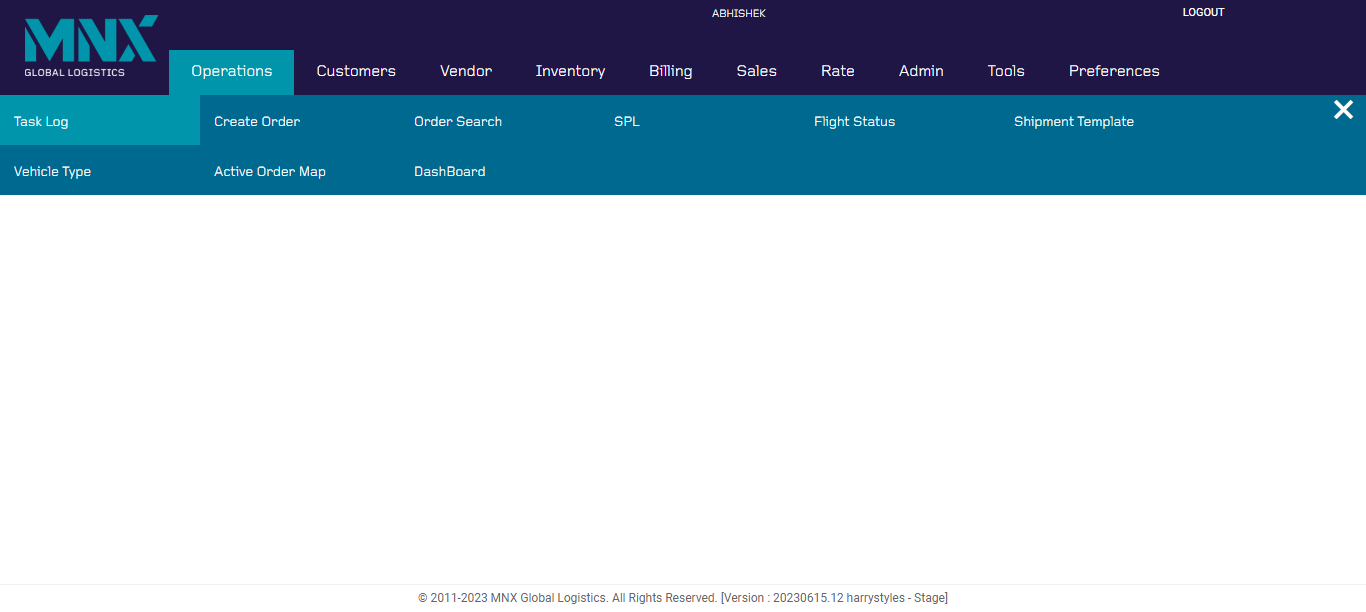 ABHISHEK
LOGOUT
MNX
GLOBAL LOGISTICS
Operations Customers Vendor Inventory Billing Sales Rate Admin Tools Preferences
Task Log Create Order Order Search SPL Flight Status Shipment Template
Vehicle Type Active Order Map DashBoard
© 2011-2023 MNX Global Logistics. All Rights Reserved. [Version : 20230615.12 harrystyles - Stage]